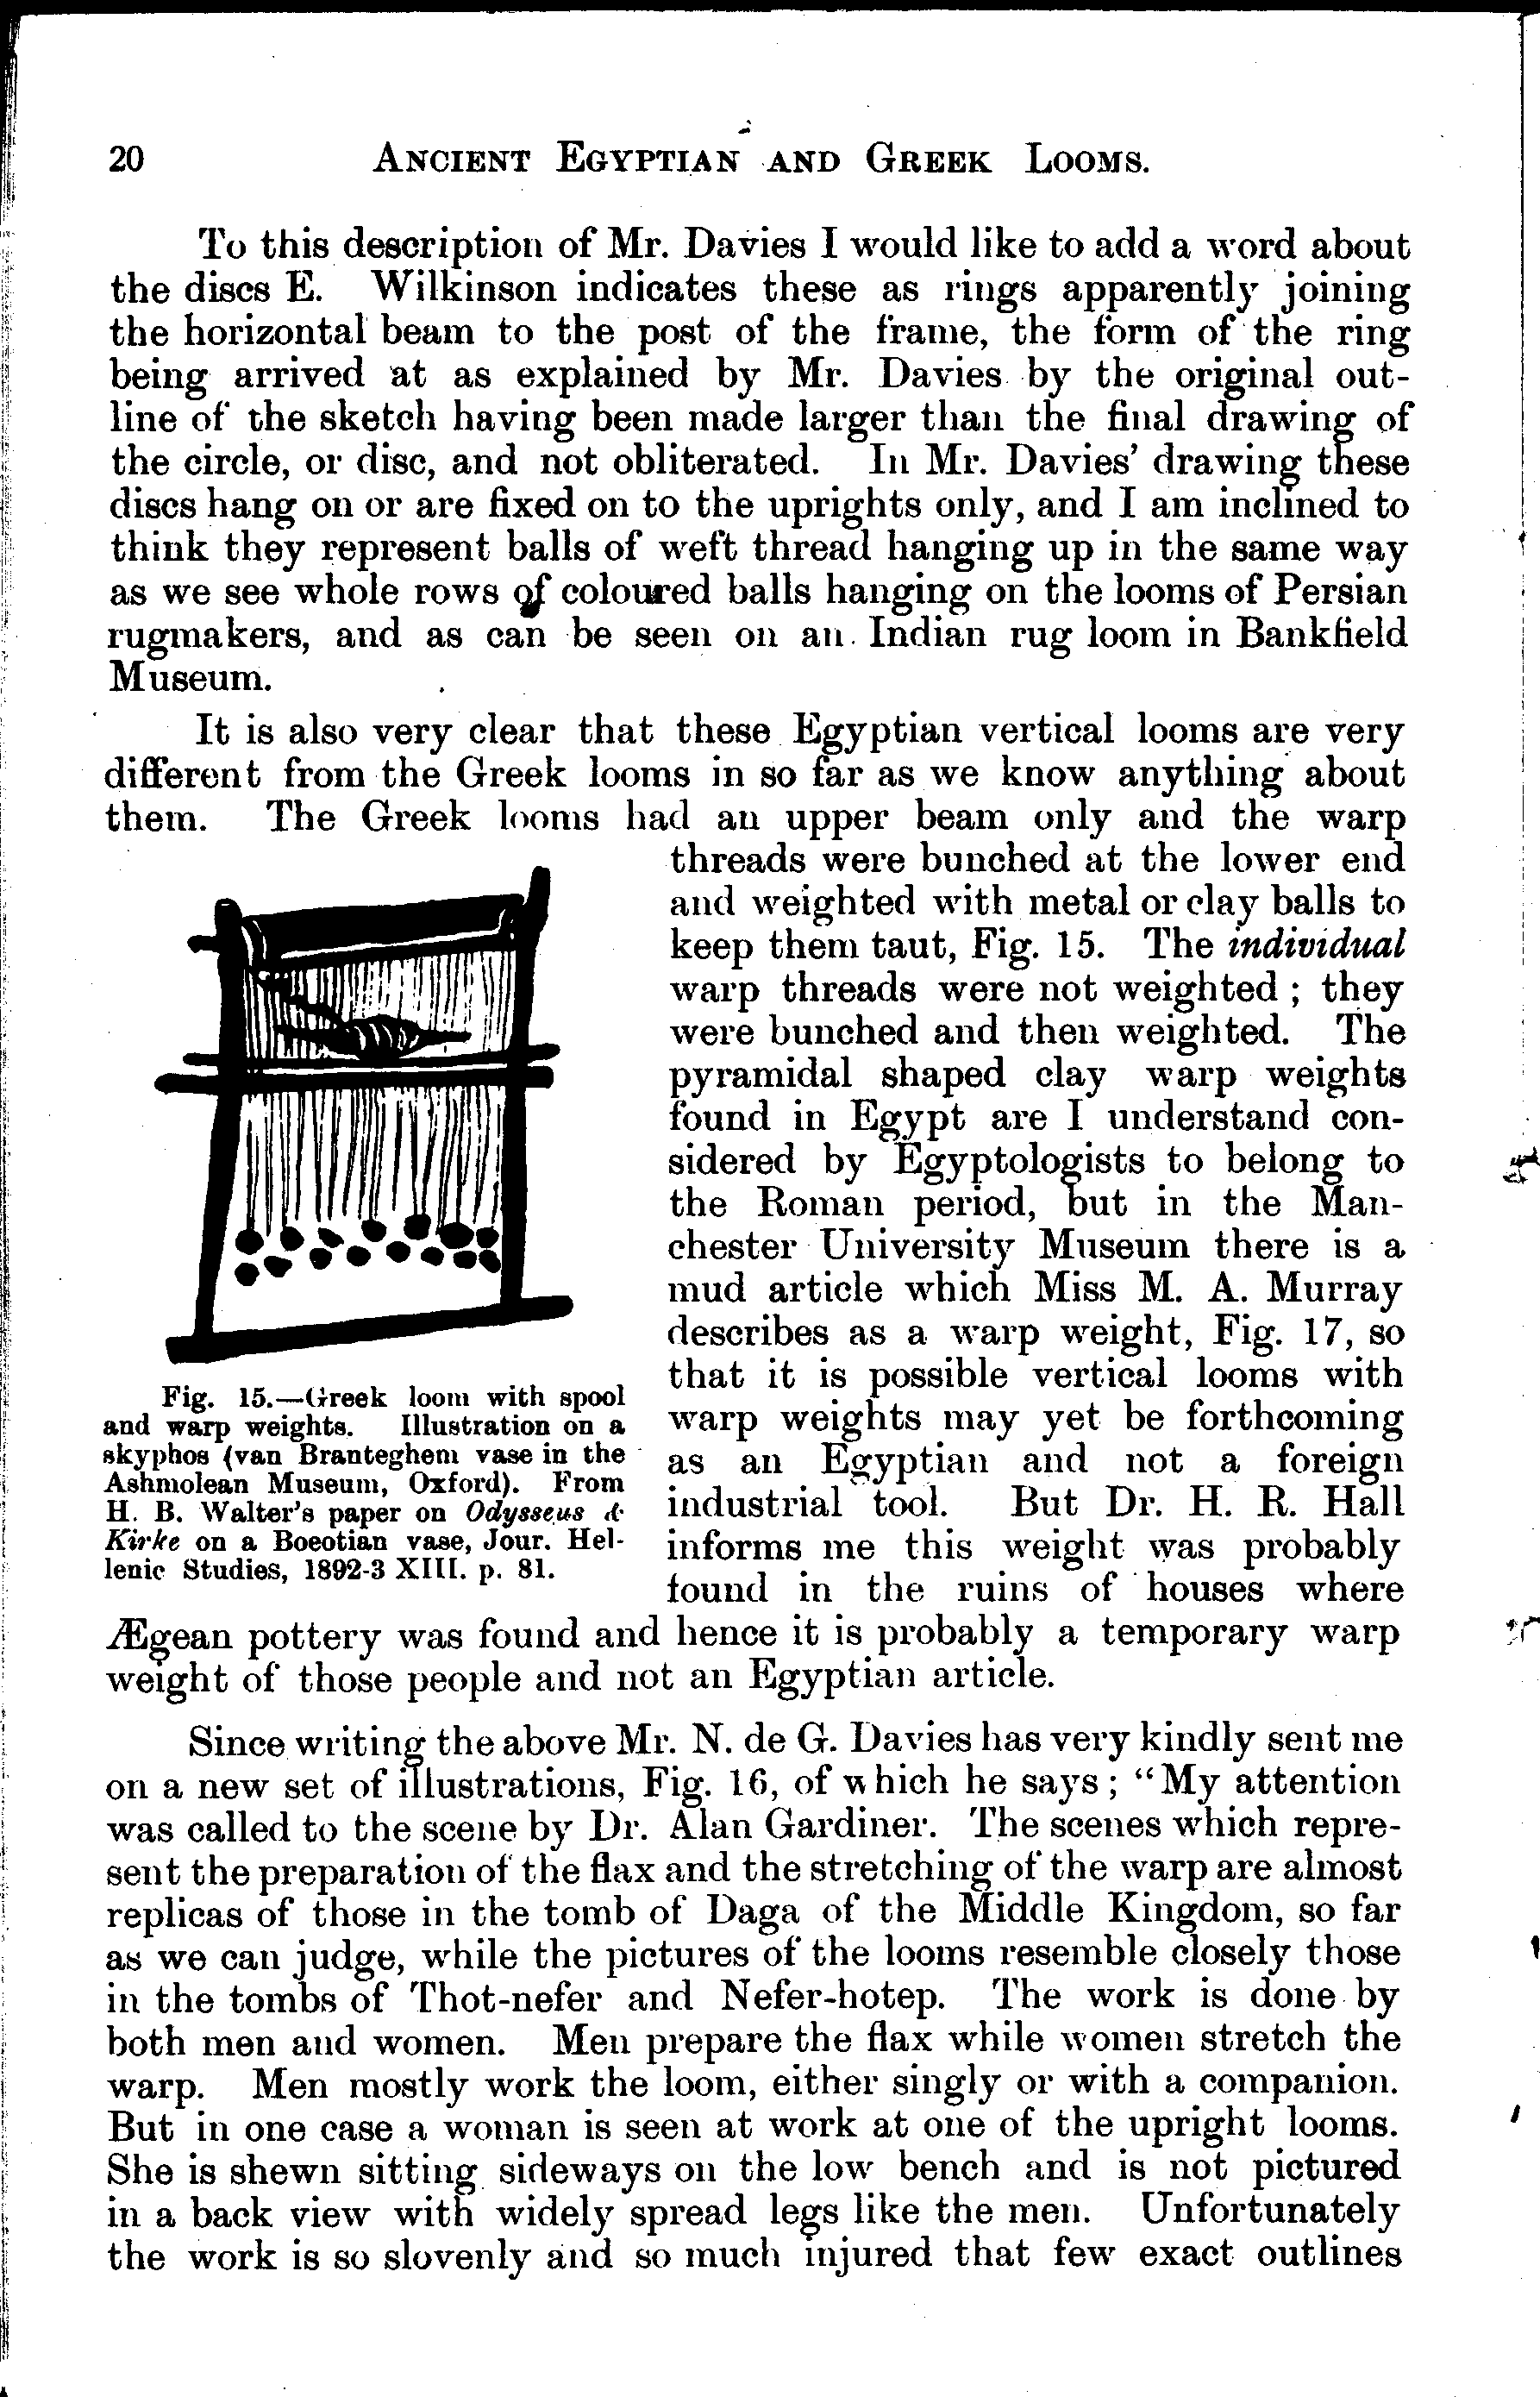 20 ANCIENT EGYPTIAN AND GREEK LOOMS.
To this description of Mr. Davies I would like to add a word about
the discs E. Wilkinson indicates these as rings apparently joining
the horizontal beam to the post of the frame, the form of the ring
being arrived at as explained by Mr. Davies by the original out-
line of the sketch having been made larger than the final drawing of
the circle, or disc, and not obliterated. In Mr. Davies' drawing these
discs hang on or are fixed on to the uprights only, and I am inclined to
think they represent balls of weft thread hanging up in the same way
as we see whole rows of coloured balls hanging on the looms of Persian
rugmakers, and as can be seen on an Indian rug loom in Bankfield
Museum.
It is also very clear that these Egyptian vertical looms are very
different from the Greek looms in so far as we know anything about
them. The Greek looms had an upper beam only and the warp
threads were bunched at the lower end
and weighted with metal or clay balls to
keep them taut, Fig. 15. The individual
warp threads were not weighted ; they
were bunched and then weighted. The
pyramidal shaped clay warp weights
found in Egypt are I understand con-
sidered by Egyptologists to belong to
the Roman period, but in the Man-
chester University Museum there is a
mud article which Miss M. A. Murray
describes as a warp weight, Fig. 17, so
that it is possible vertical looms with
warp weights may yet be forthcoming
as an Egyptian and not a foreign
industrial tool. But Dr. H. R. Hall
informs me this weight was probably
found in the ruins of houses where
Ægean pottery was found and hence it is probably a temporary warp
weight of those people and not an Egyptian article.
Fig. 15.—Greek loom with spool
and warp weights. Illustration on a
skyphos (van Branteghem vase in the
Ashmolean Museum, Oxford). From
H. B. Walter's paper on Odysseus &
Kirke on a Boeotian vase, Jour. Hel-
lenic Studies, 1892-3 XIII. p. 81.
Since writing the above Mr. N. de G. Davies has very kindly sent me
on a new set of illustrations, Fig. 16, of which he says ; "My attention
was called to the scene by Dr. Alan Gardiner. The scenes which repre-
sent the preparation of the flax and the stretching of the warp are almost
replicas of those in the tomb of Daga of the Middle Kingdom, so far
as we can judge, while the pictures of the looms resemble closely those
in the tombs of Thot-nefer and Nefer-hotep. The work is done by
both men and women. Men prepare the flax while women stretch the
warp. Men mostly work the loom, either singly or with a companion.
But in one case a woman is seen at work at one of the upright looms.
She is shewn sitting sideways on the low bench and is not pictured
in a back view with widely spread legs like the men. Unfortunately
the work is so slovenly and so much injured that few exact outlines